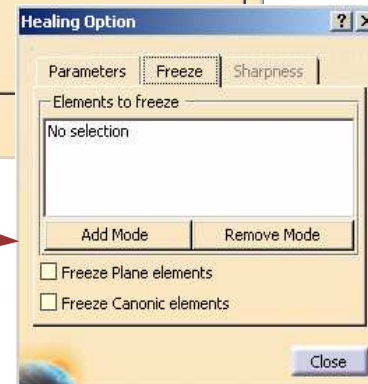 Healing Option ? X
Parameters Freeze Sharpness
Elements to freeze
No selection
Add Mode Remove Mode
Freeze Plane elements
Freeze Canonic elements
Close